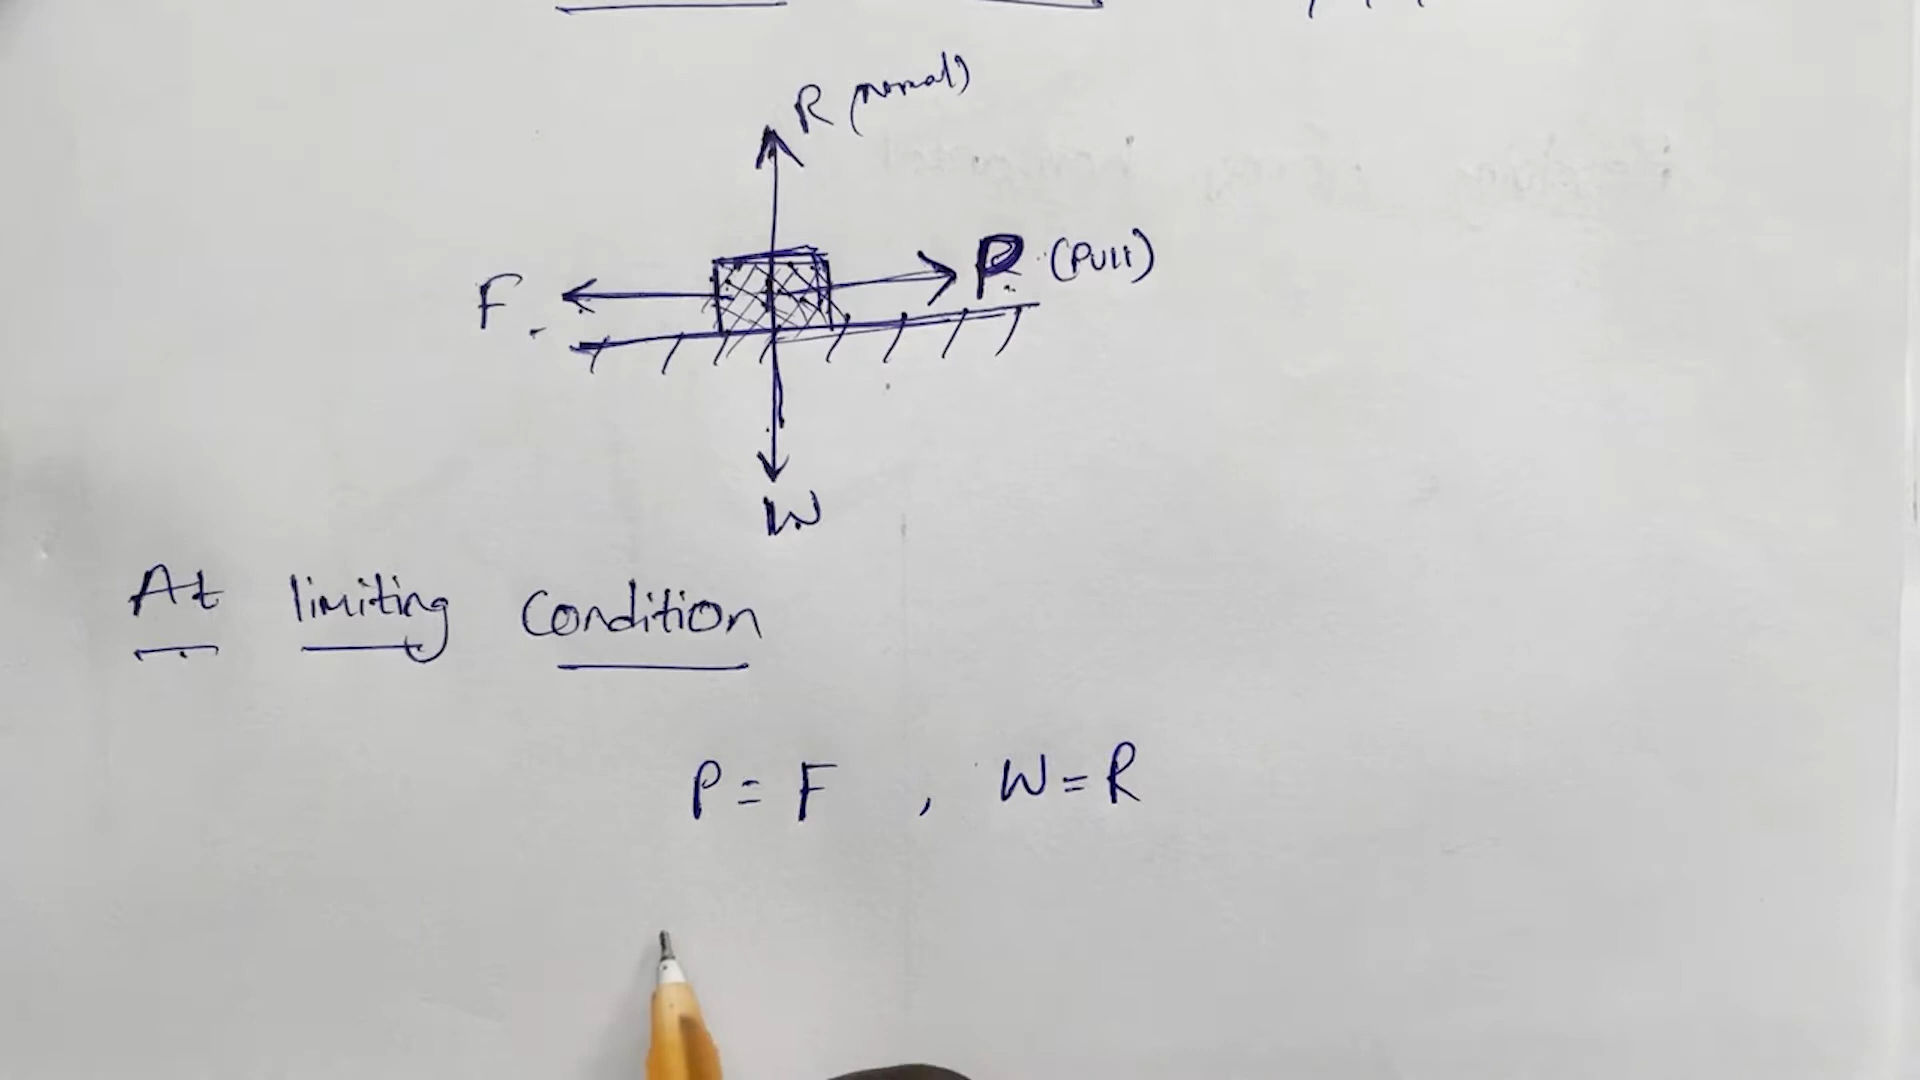 R (normal)
F P (Pull)
W
At limiting Condition
P = F , W = R